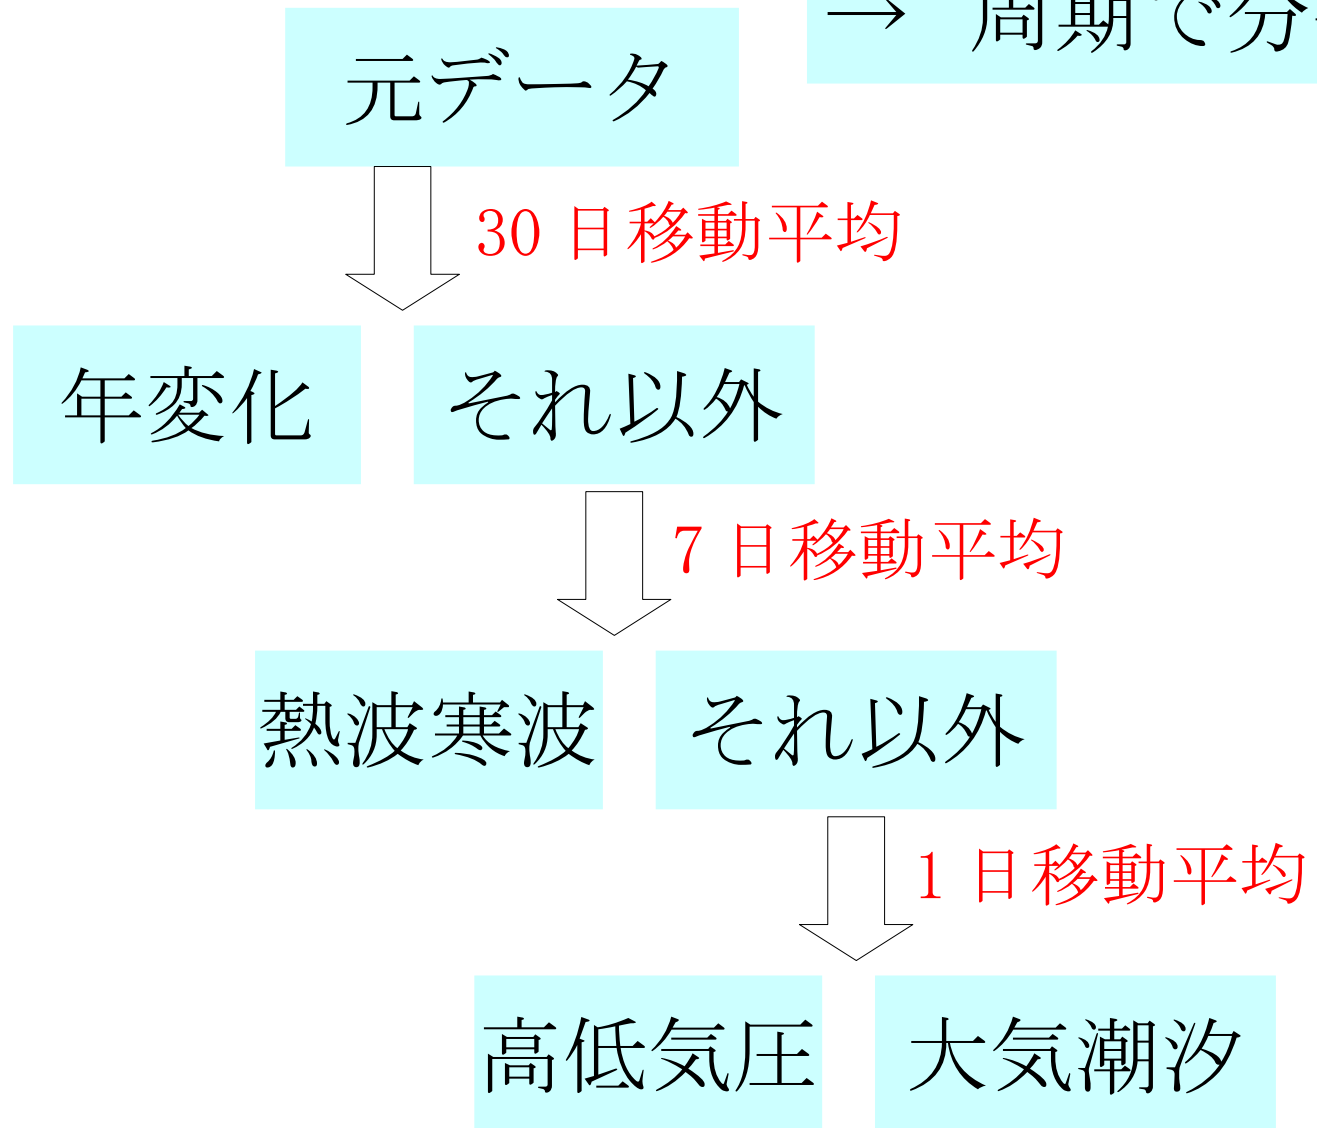 → 周期で分
元データ
30 日移動平均
年変化 それ以外
7 日移動平均
熱波寒波 それ以外
1 日移動平均
高低気圧 大気潮汐